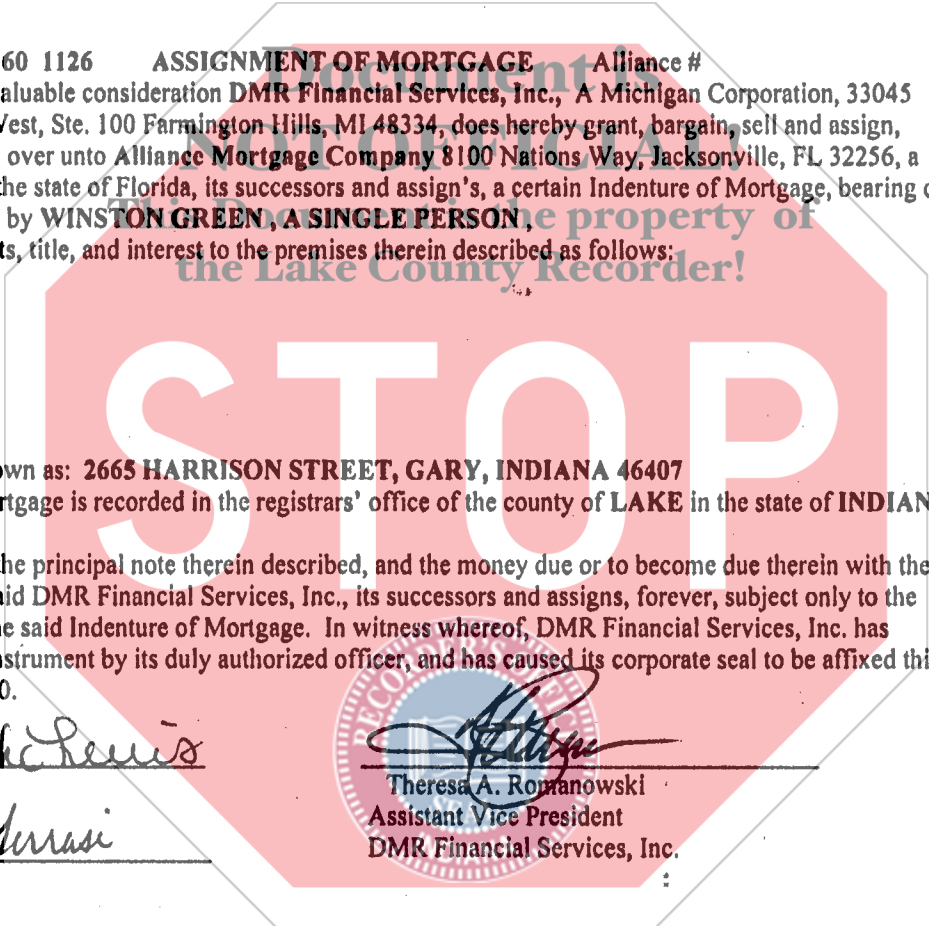 60 1126 ASSIGNMENT OF MORTGAGE Alliance #
Document is
aluable consideration DMR Financial Services, Inc., A Michigan Corporation, 33045
Vest, Ste. 100 Farmington Hills, MI 48334, does hereby grant, bargain, sell and assign,
NOT OFFICIAL!
over unto Alliance Mortgage Company 8100 Nations Way, Jacksonville, FL 32256, a
the state of Florida, its successors and assign's, a certain Indenture of Mortgage, bearing
by WINSTON GREEN, A SINGLE PERSON,
This Document is the property of
ts, title, and interest to the premises therein described as follows:
the Lake County Recorder!
STOP
own as: 2665 HARRISON STREET, GARY, INDIANA 46407
rtgage is recorded in the registrars' office of the county of LAKE in the state of INDIAN
he principal note therein described, and the money due or to become due therein with the
aid DMR Financial Services, Inc., its successors and assigns, forever, subject only to the
e said Indenture of Mortgage. In witness whereof, DMR Financial Services, Inc. has
nstrument by its duly authorized officer, and has caused its corporate seal to be affixed thi
0.
RECORDER'S OFFICE
Lewis
Theresa A. Romanowski
SEAL
Assistant Vice President
DMR Financial Services, Inc.